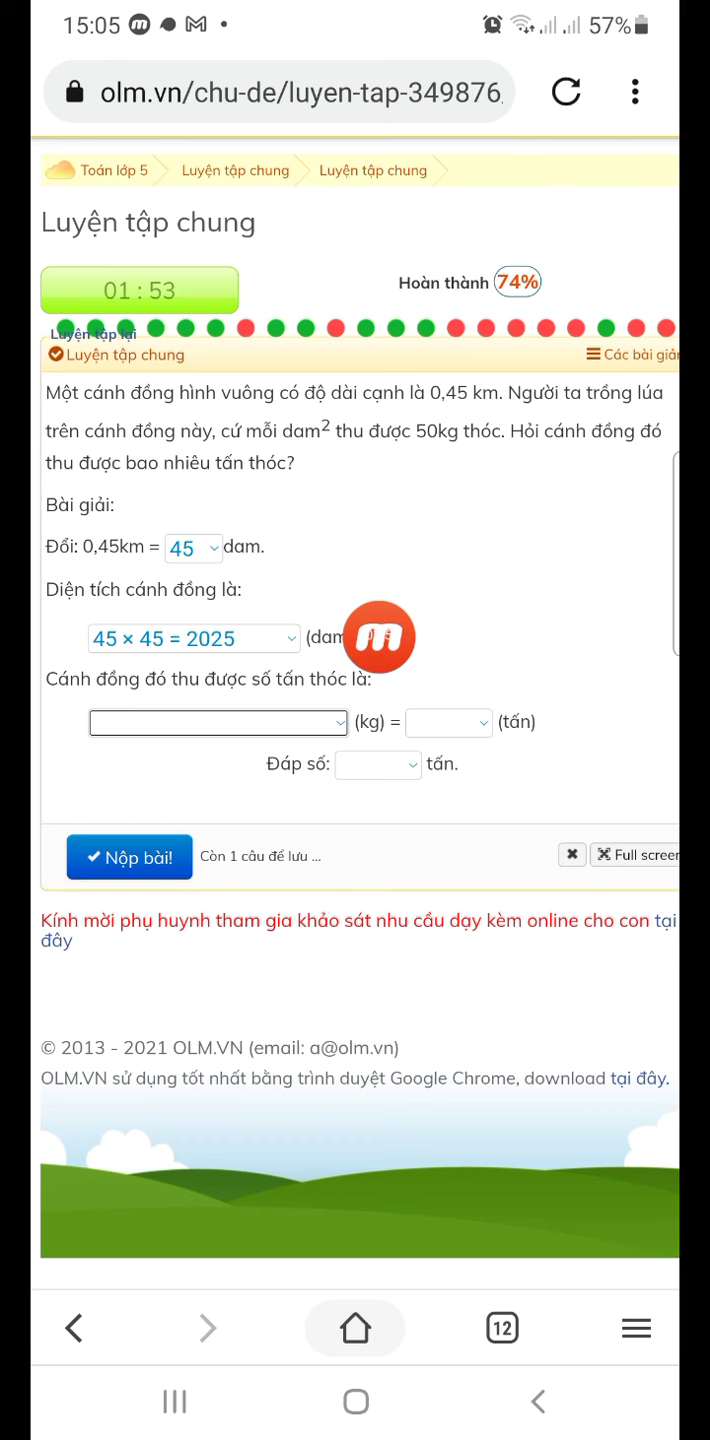 15:05
57%
olm.vn/chu-de/luyen-tap-349876
Toán lớp 5 Luyện tập chung Luyện tập chung
Luyện tập chung
01 : 53
Hoàn thành 74%
Luyện tập lại
Luyện tập chung
Các bài giản
Một cánh đồng hình vuông có độ dài cạnh là 0,45 km. Người ta trồng lúa
trên cánh đồng này, cứ mỗi dam² thu được 50kg thóc. Hỏi cánh đồng đó
thu được bao nhiêu tấn thóc?
Bài giải:
Đổi: 0,45km = 45 dam.
Diện tích cánh đồng là:
45 × 45 = 2025 (dam
Cánh đồng đó thu được số tấn thóc là:
(kg) = (tấn)
Đáp số: tấn.
Nộp bài! Còn 1 câu để lưu ... Full screen
Kính mời phụ huynh tham gia khảo sát nhu cầu dạy kèm online cho con tại
đây
© 2013 - 2021 OLM.VN (email: a@olm.vn)
OLM.VN sử dụng tốt nhất bằng trình duyệt Google Chrome, download tại đây.
12